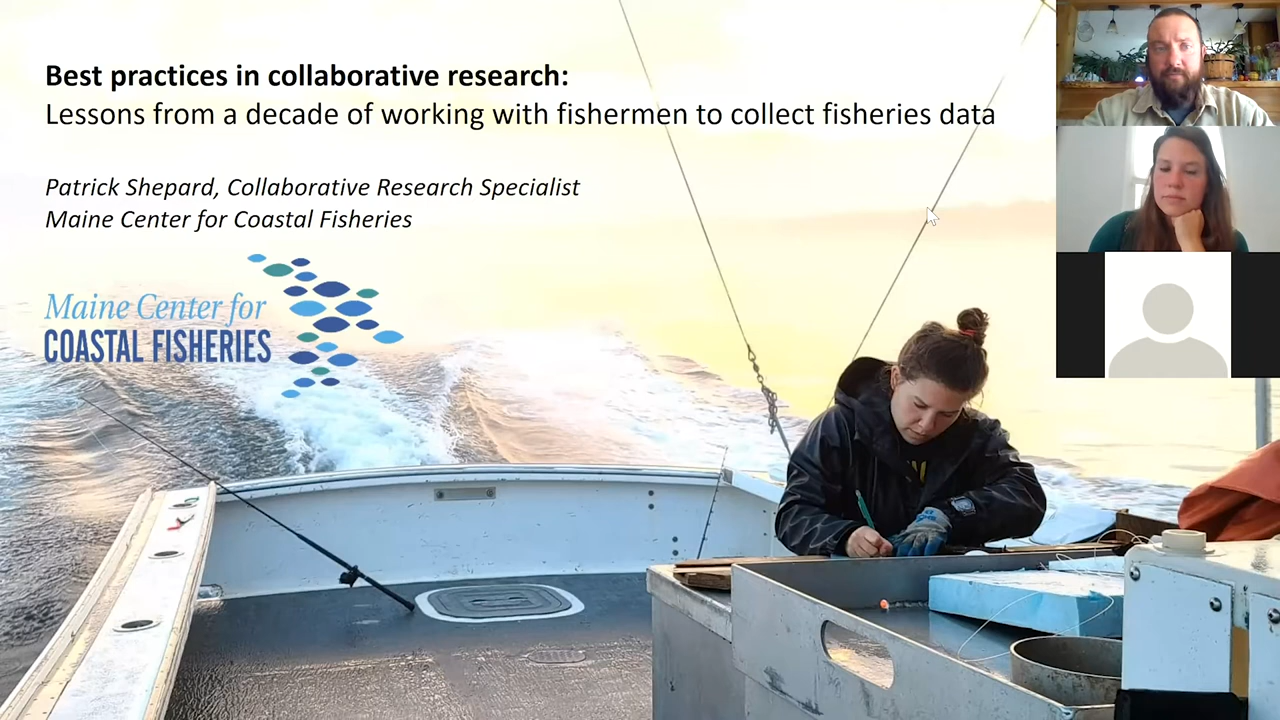 Best practices in collaborative research:
Lessons from a decade of working with fishermen to collect fisheries data
Patrick Shepard, Collaborative Research Specialist
Maine Center for Coastal Fisheries
Maine Center for
COASTAL FISHERIES